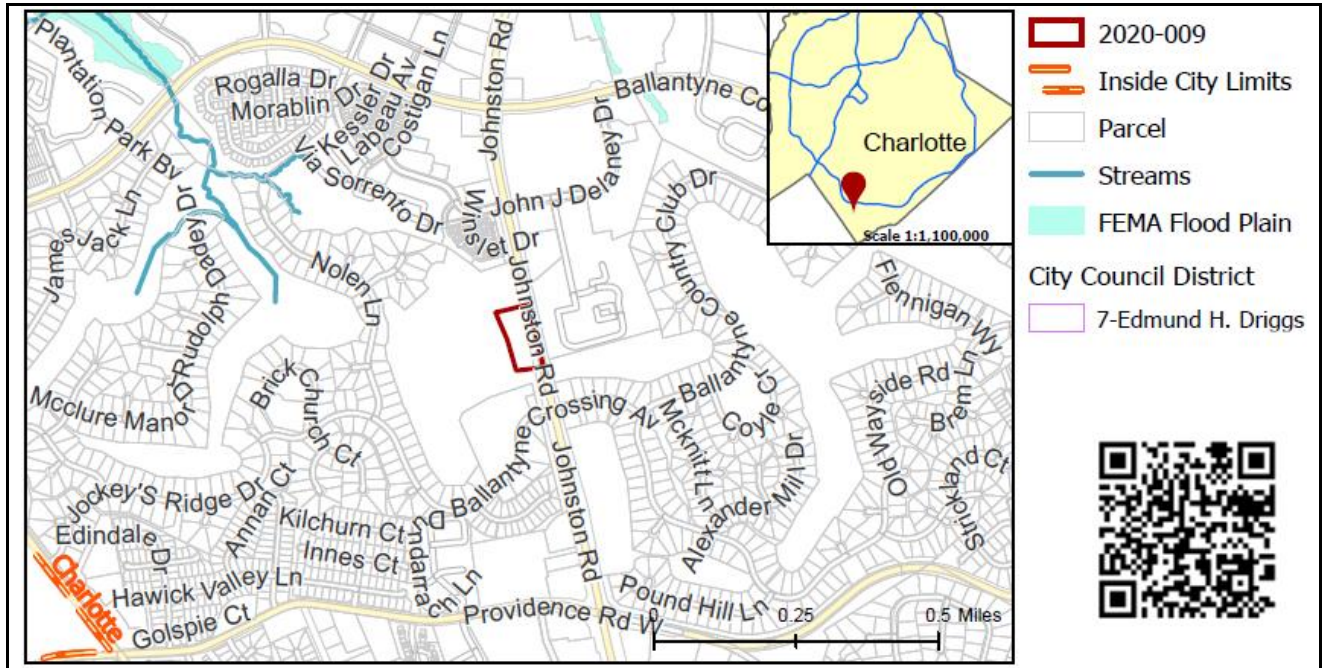 Plantation Park Bv
Rogalla Dr
Morablin Dr
Kessler Dr
Labeau Av
Costigan Ln
Johnston Rd
Ballantyne Co
Via Sorrento Dr
Winslet Dr
John J Delaney Dr
James Jack Ln
Rudolph Dadey Dr
Nolen Ln
Johnston Rd
Ballantyne Country Club Dr
Flennigan Wy
Mcclure Manor Dr
Brick Church Ct
Ballantyne Crossing Av
Mcknitt Ln
Coyle Cr
Old Wayside Rd
Brem Ln
Strickland Ct
Alexander Mill Dr
Jockey'S Ridge Dr
Annan Ct
Edindale Dr
Kilchurn Ct
Innes Ct
Dundarrach Ln
Johnston Rd
Hawick Valley Ln
Golspie Ct
Providence Rd W
Pound Hill Ln
Charlotte
0 0.25 0.5 Miles
Charlotte
Scale 1:1,100,000
2020-009
Inside City Limits
Parcel
Streams
FEMA Flood Plain
City Council District
7-Edmund H. Driggs